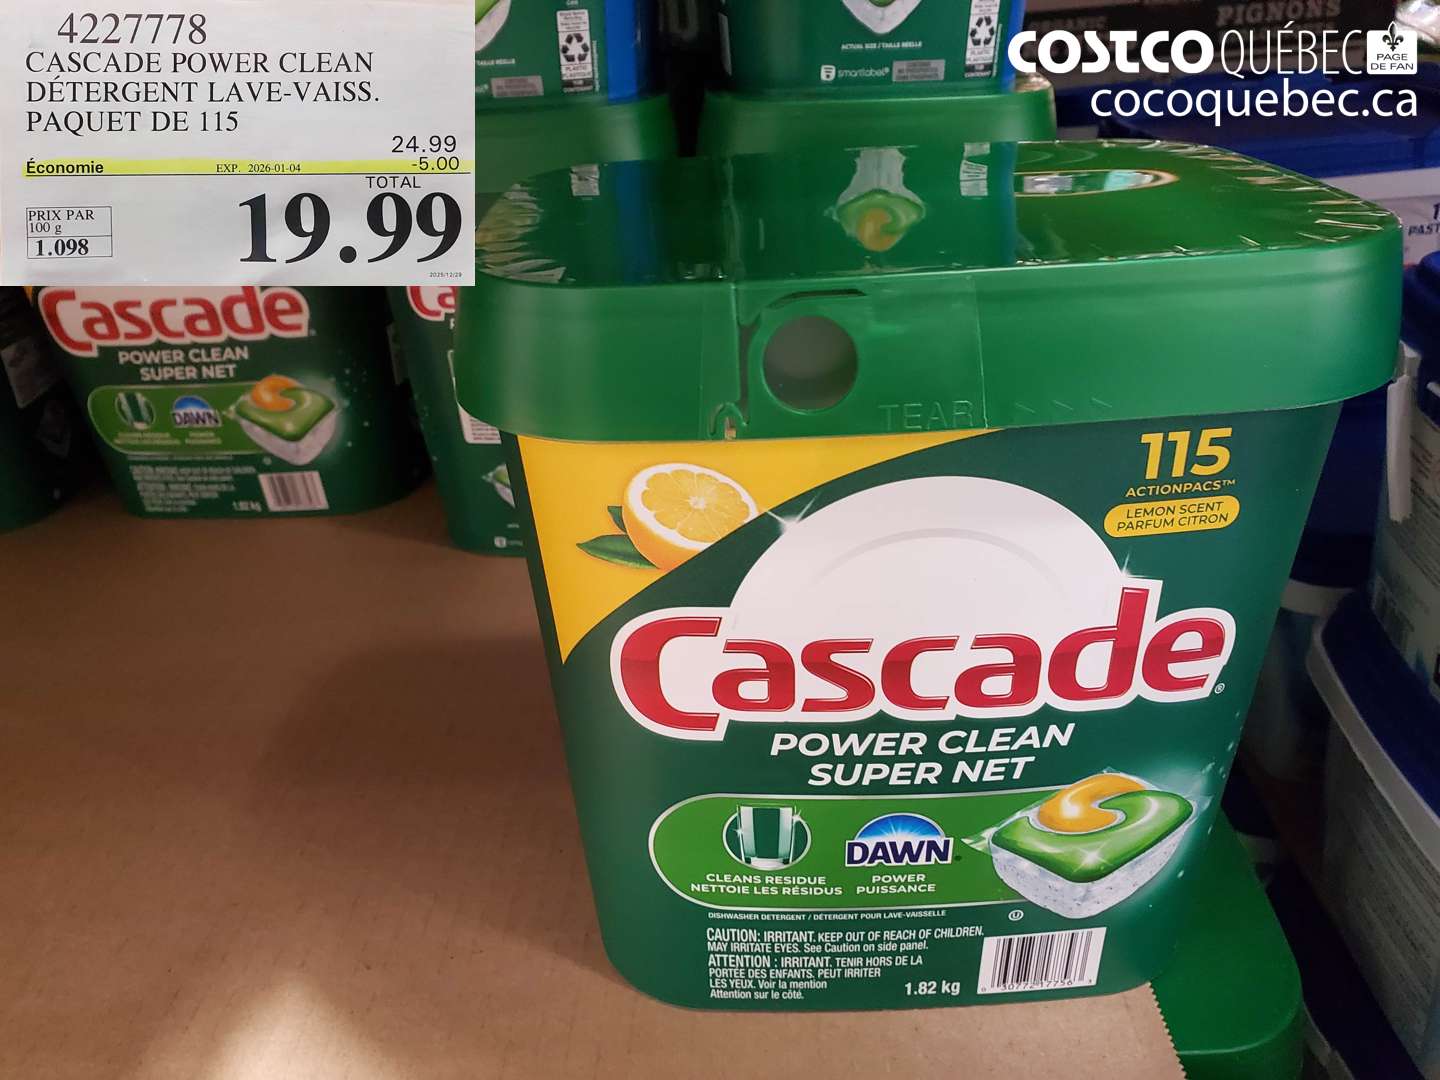 4227778
CASCADE POWER CLEAN
DÉTERGENT LAVE-VAISS.
PAQUET DE 115
24.99
Économie EXP. 2026-01-04 -5.00
TOTAL
PRIX PAR
100 g
1.098
19.99
2025/12/29
COSTCO QUÉBEC PAGE DE FAN
cocoquebec.ca
PIGNONS
ACTUAL SIZE / TAILLE RÉELLE
smartlabel
Cascade
POWER CLEAN
SUPER NET
DAWN
1.82 kg
TEAR
115
ACTIONPACS™
LEMON SCENT
PARFUM CITRON
Cascade®
POWER CLEAN
SUPER NET
CLEANS RESIDUE
NETTOIE LES RÉSIDUS
DAWN®
POWER
PUISSANCE
DISHWASHER DETERGENT / DÉTERGENT POUR LAVE-VAISSELLE
CAUTION: IRRITANT. KEEP OUT OF REACH OF CHILDREN.
MAY IRRITATE EYES. See Caution on side panel.
ATTENTION : IRRITANT. TENIR HORS DE LA
PORTÉE DES ENFANTS. PEUT IRRITER
LES YEUX. Voir la mention
Attention sur le côté.
1.82 kg